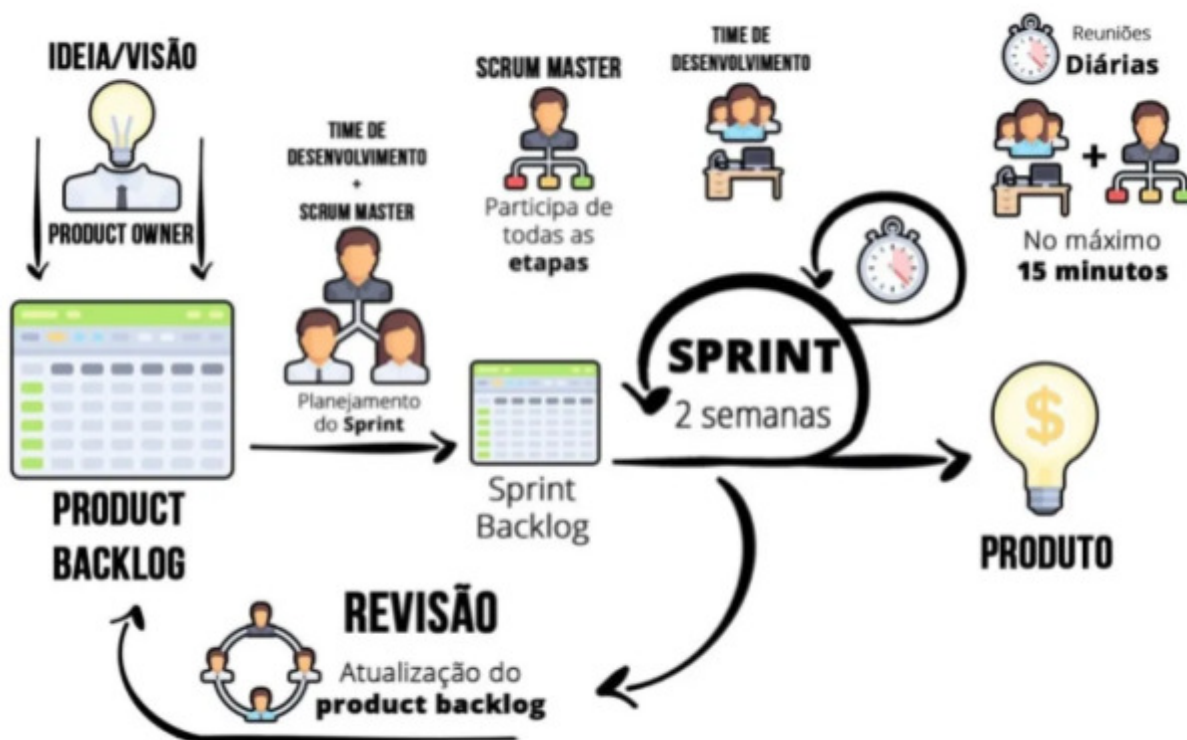 IDEIA/VISÃO
PRODUCT OWNER
TIME DE
DESENVOLVIMENTO
+
SCRUM MASTER
Planejamento
do Sprint
SCRUM MASTER
Participa de
todas as
etapas
TIME DE
DESENVOLVIMENTO
Reuniões
Diárias
+
No máximo
15 minutos
SPRINT
2 semanas
$
PRODUCT
BACKLOG
Sprint
Backlog
PRODUTO
REVISÃO
Atualização do
product backlog